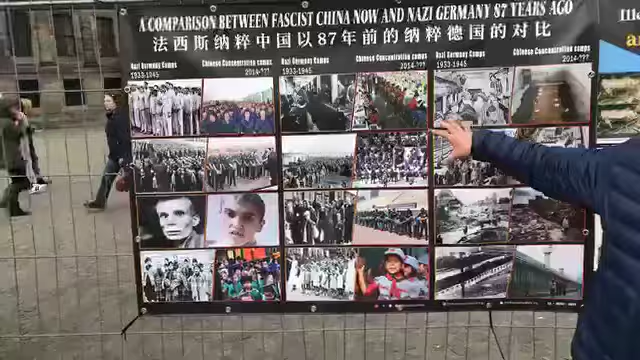 A COMPARISON BETWEEN FASCIST CHINA NOW AND NAZI GERMANY 87 YEARS AGO
法西斯纳粹中国以87年前的纳粹德国的对比
Nazi Germany Camps
1933-1945
Chinese Concentration camps
2014-???
Nazi Germany Camps
1933-1945
Chinese Concentration camps
2014-???
Nazi Germany Camps
1933-1945
Chinese Concentration camps
2014-???